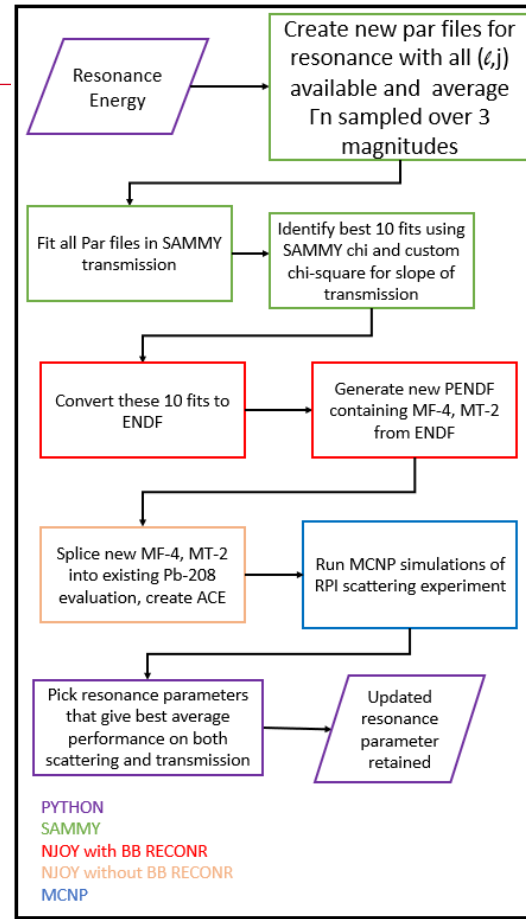 Resonance
Energy
Create new par files for
resonance with all (ℓ,j)
available and average
Γn sampled over 3
magnitudes
Fit all Par files in SAMMY
transmission
Identify best 10 fits using
SAMMY chi and custom
chi-square for slope of
transmission
Convert these 10 fits to
ENDF
Generate new PENDF
containing MF-4, MT-2
from ENDF
Splice new MF-4, MT-2
into existing Pb-208
evaluation, create ACE
Run MCNP simulations of
RPI scattering experiment
Pick resonance parameters
that give best average
performance on both
scattering and transmission
Updated
resonance
parameter
retained
PYTHON
SAMMY
NJOY with BB RECONR
NJOY without BB RECONR
MCNP